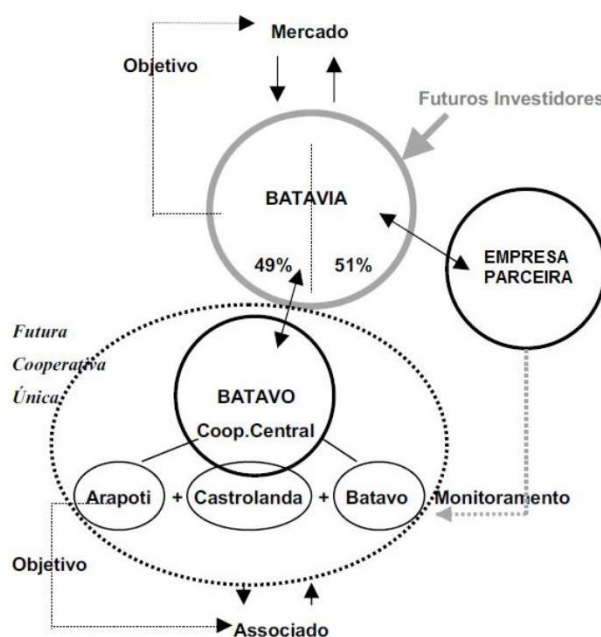 Mercado
Objetivo
Futuros Investidores
BATAVIA
49% 51%
EMPRESA
PARCEIRA
Futura
Cooperativa
Única
BATAVO
Coop.Central
Arapoti + Castrolanda + Batavo Monitoramento
Objetivo
Associado